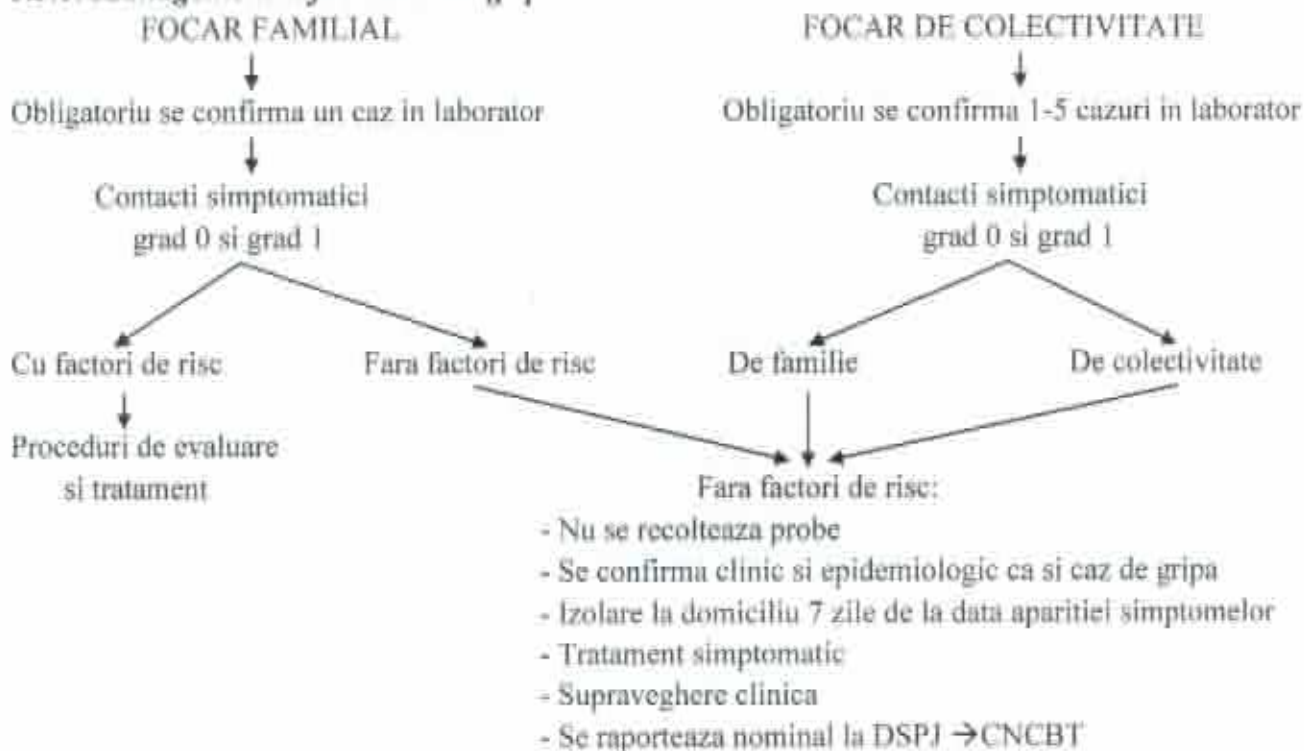 FOCAR FAMILIAL
Obligatoriu se confirma un caz in laborator
Contacti simptomatici
grad 0 si grad 1
Cu factori de risc
Fara factori de risc
Proceduri de evaluare
si tratament
FOCAR DE COLECTIVITATE
Obligatoriu se confirma 1-5 cazuri in laborator
Contacti simptomatici
grad 0 si grad 1
De familie
De colectivitate
Fara factori de risc:
- Nu se recolteaza probe
- Se confirma clinic si epidemiologic ca si caz de gripa
- Izolare la domiciliu 7 zile de la data aparitiei simptomelor
- Tratament simptomatic
- Supraveghere clinica
- Se raporteaza nominal la DSPJ →CNCBT